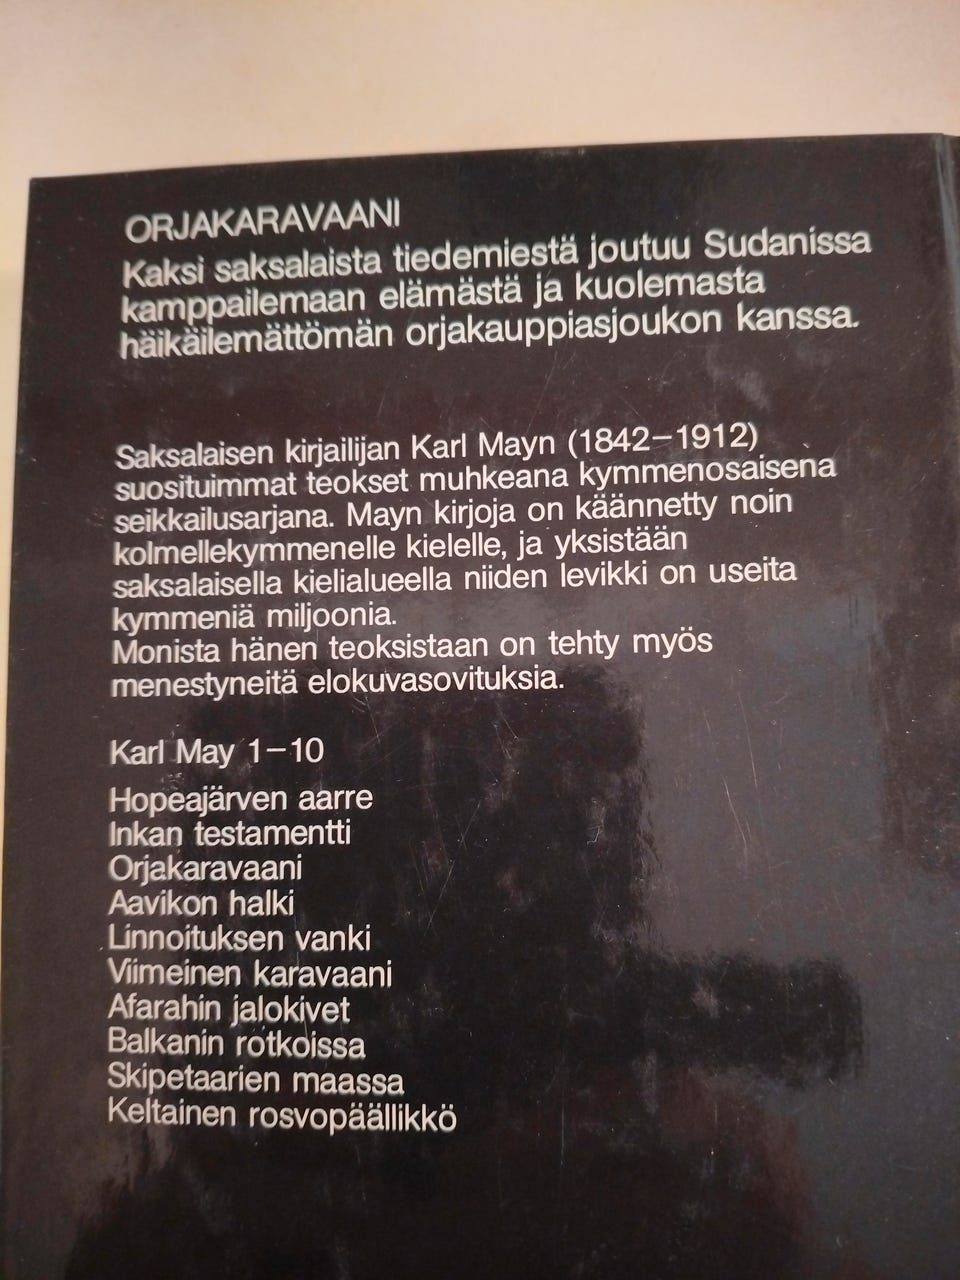 ORJAKARAVAANI
Kaksi saksalaista tiedemiestä joutuu Sudanissa
kamppailemaan elämästä ja kuolemasta
häikäilemättömän orjakauppiasjoukon kanssa.
Saksalaisen kirjailijan Karl Mayn (1842–1912)
suosituimmat teokset muhkeana kymmenosaisena
seikkailusarjana. Mayn kirjoja on käännetty noin
kolmellekymmenelle kielelle, ja yksistään
saksalaisella kielialueella niiden levikki on useita
kymmeniä miljoonia.
Monista hänen teoksistaan on tehty myös
menestyneitä elokuvasovituksia.
Karl May 1–10
Hopeajärven aarre
Inkan testamentti
Orjakaravaani
Aavikon halki
Linnoituksen vanki
Viimeinen karavaani
Afarahin jalokivet
Balkanin rotkoissa
Skipetaarien maassa
Keltainen rosvopäällikkö